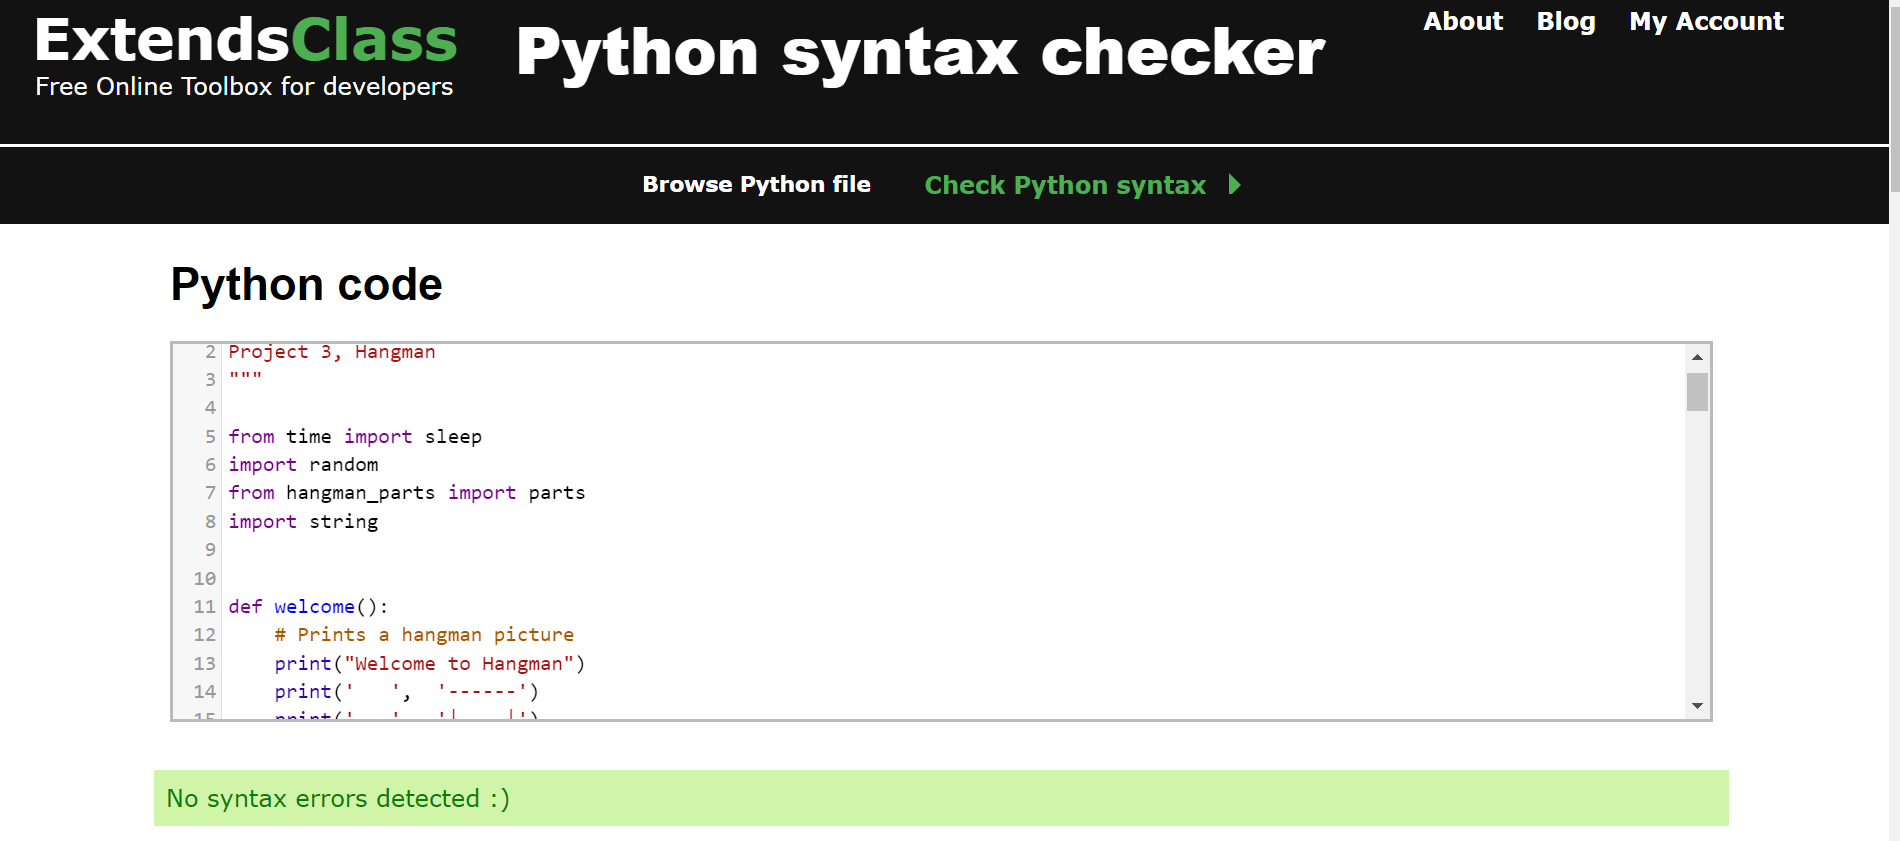 ExtendsClass
Free Online Toolbox for developers
Python syntax checker
About Blog My Account
Browse Python file Check Python syntax
Python code
2 Project 3, Hangman
3 """
4
5 from time import sleep
6 import random
7 from hangman_parts import parts
8 import string
9
10
11 def welcome():
12     # Prints a hangman picture
13     print("Welcome to Hangman")
14     print('   ',  '------')
15     print('   ',  '|    |')
No syntax errors detected :)